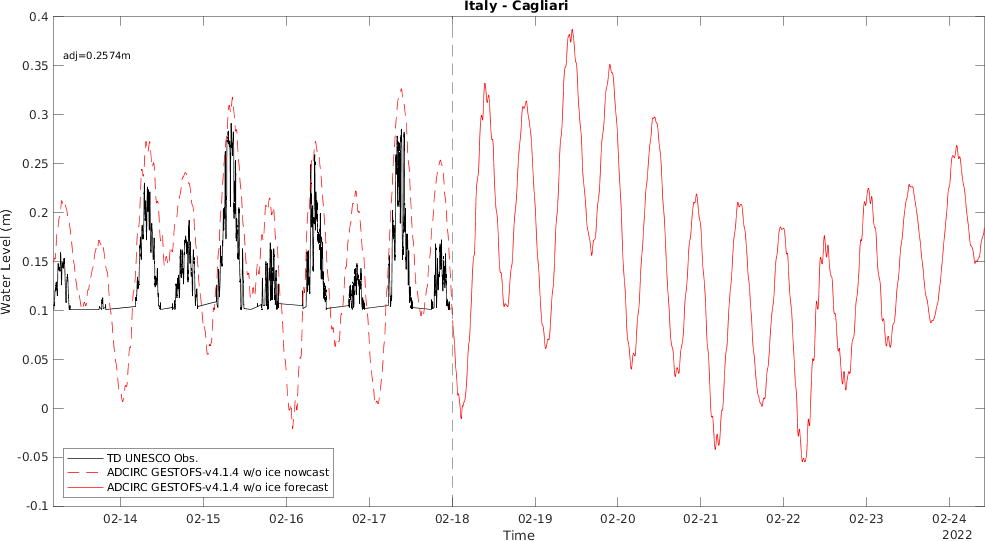 Italy - Cagliari
adj=0.2574m
0.4
0.35
0.3
0.25
0.2
0.15
0.1
0.05
0
-0.05
-0.1
Water Level (m)
TD UNESCO Obs.
ADCIRC GESTOFS-v4.1.4 w/o ice nowcast
ADCIRC GESTOFS-v4.1.4 w/o ice forecast
02-14 02-15 02-16 02-17 02-18 02-19 02-20 02-21 02-22 02-23 02-24
Time
2022